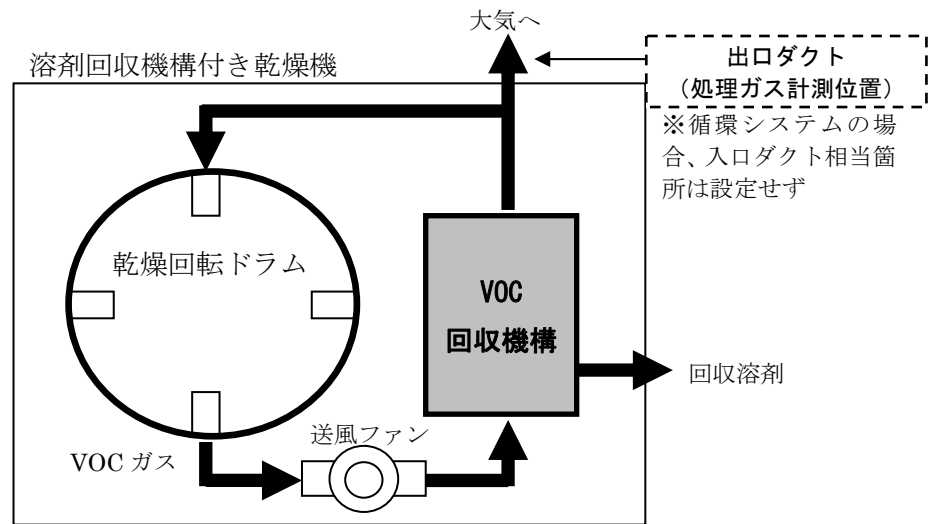 大気へ
溶剤回収機構付き乾燥機
出口ダクト
（処理ガス計測位置）
※循環システムの場
合、入口ダクト相当箇
所は設定せず
乾燥回転ドラム
VOC
回収機構
回収溶剤
送風ファン
VOC ガス